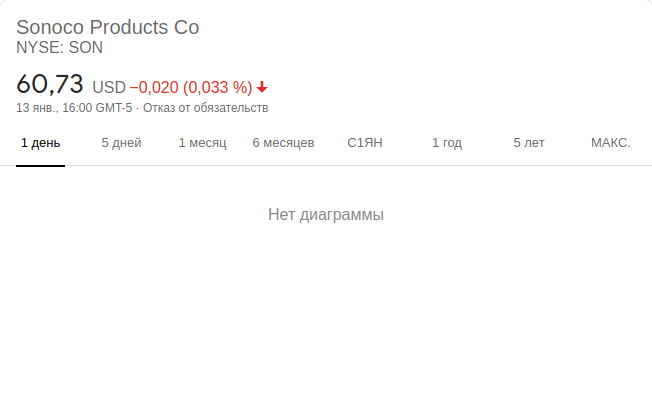 Sonoco Products Co
NYSE: SON
60,73 USD −0,020 (0,033 %)
13 янв., 16:00 GMT-5 · Отказ от обязательств
1 день 5 дней 1 месяц 6 месяцев С1ЯН 1 год 5 лет МАКС.
Нет диаграммы